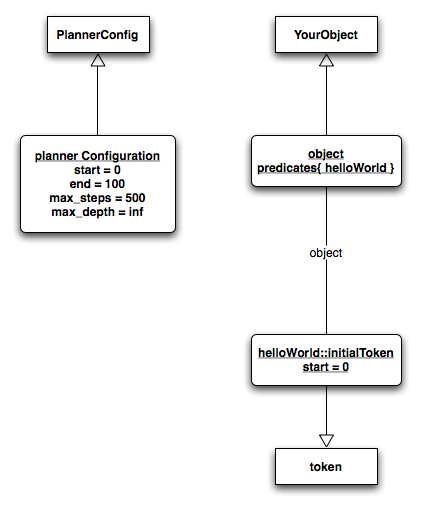 PlannerConfig
YourObject
planner Configuration
start = 0
end = 100
max_steps = 500
max_depth = inf
object
predicates{ helloWorld }
object
helloWorld::initialToken
start = 0
token